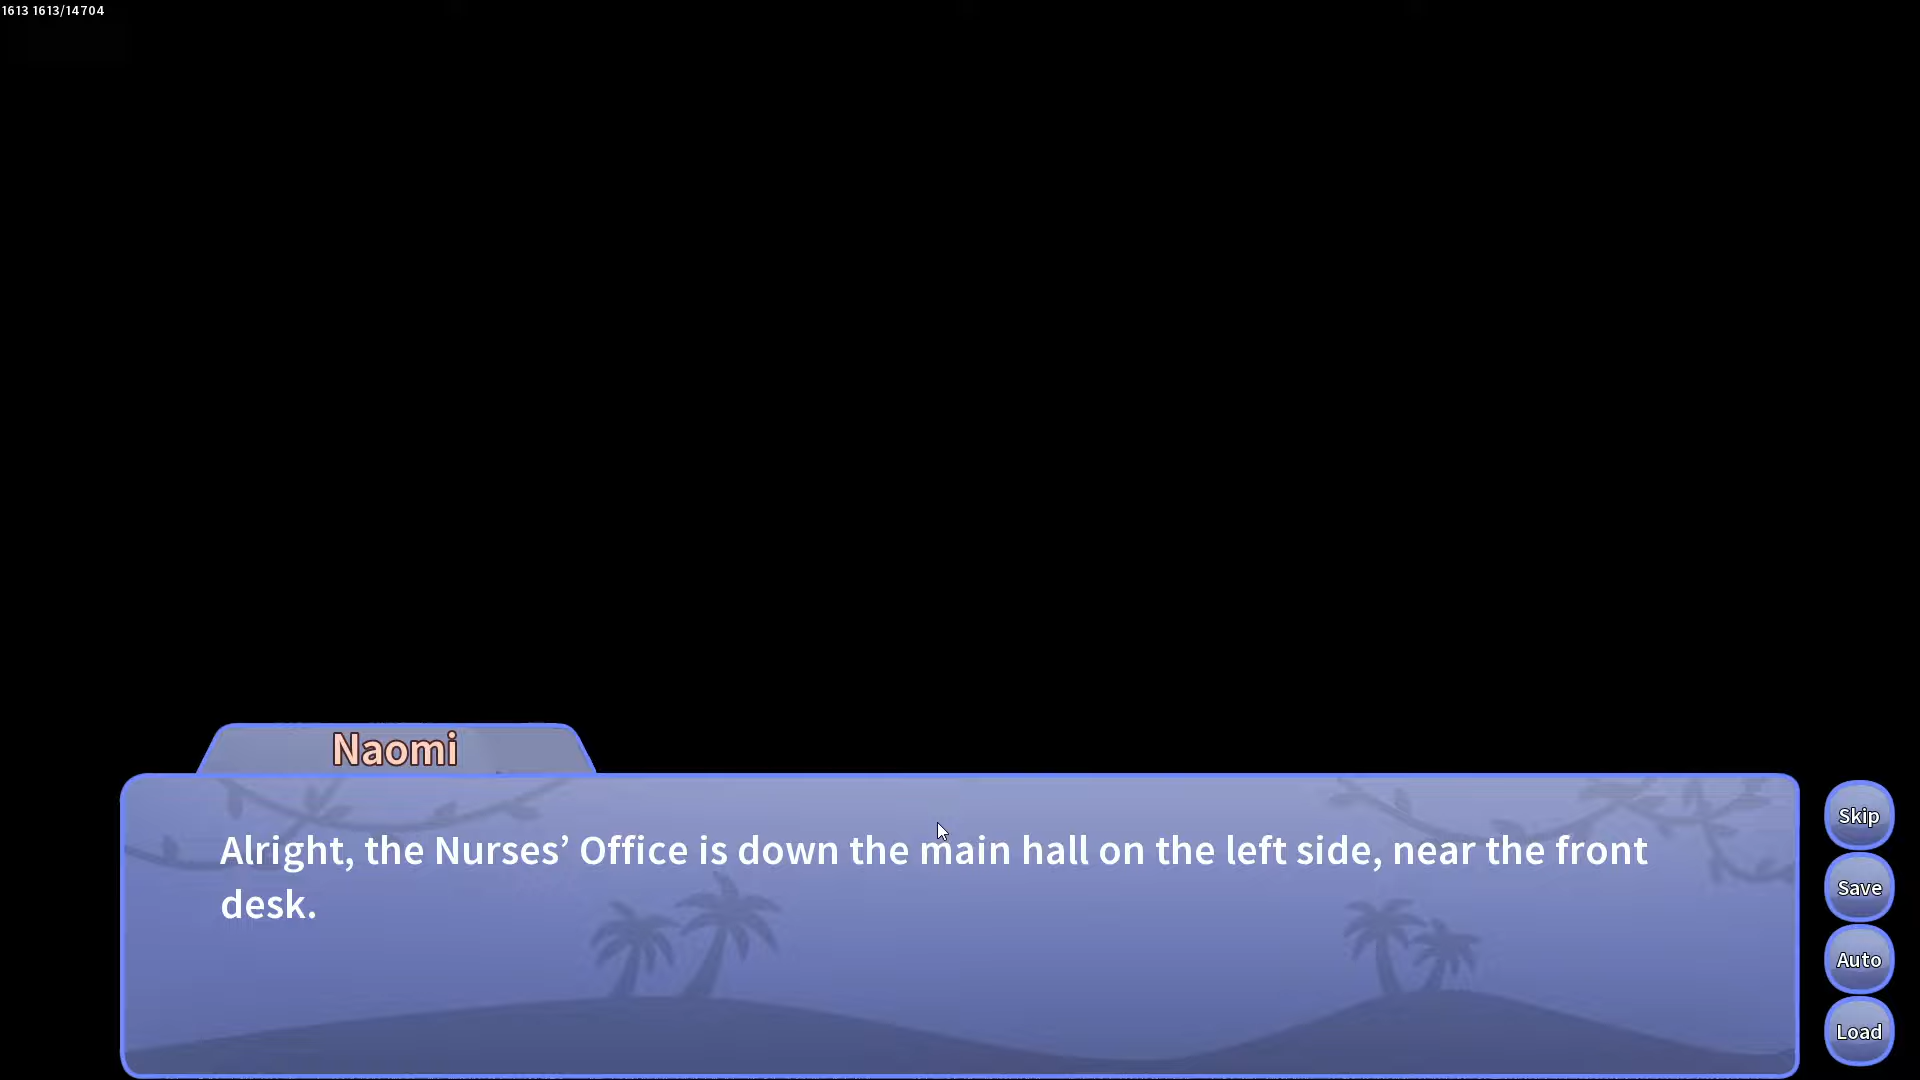 1613 1613/14704
Naomi
Alright, the Nurses’ Office is down the main hall on the left side, near the front
desk.
Skip
Save
Auto
Load